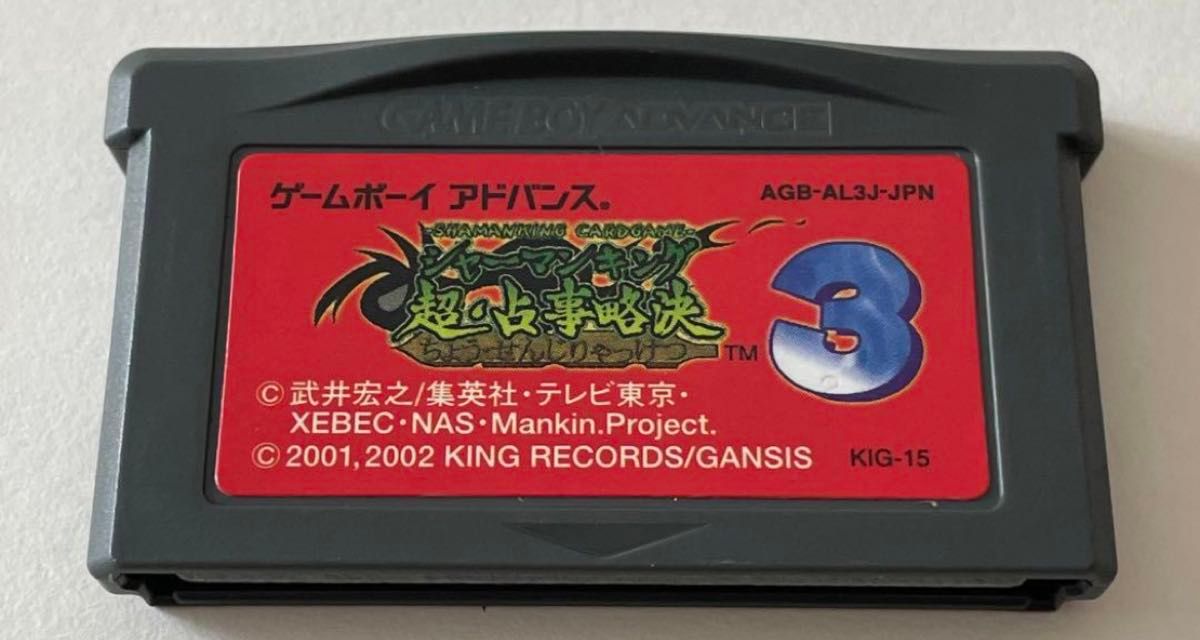 GAME BOY ADVANCE
ゲームボーイ アドバンス®
AGB-AL3J-JPN
-SHAMANKING CARDGAME-
シャーマンキング
超・占事略決
ちょう・せんじりゃっけつ
TM
3
© 武井宏之/集英社・テレビ東京・
XEBEC・NAS・Mankin.Project.
© 2001,2002 KING RECORDS/GANSIS
KIG-15